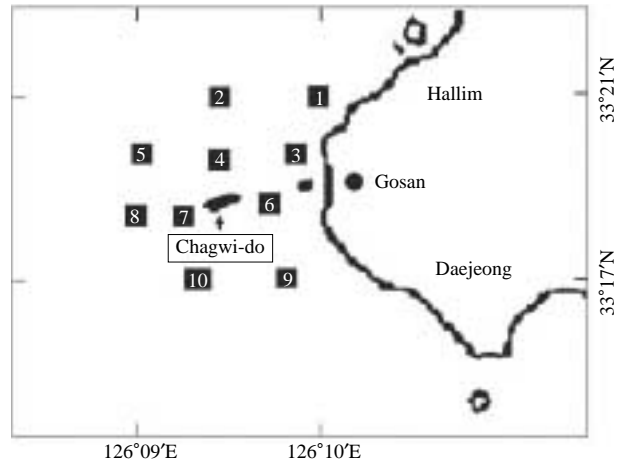 2 1
Hallim
33°21′N
5 4 3
Gosan
8 7 6
Chagwi-do
Daejeong
10 9
33°17′N
126°09′E 126°10′E